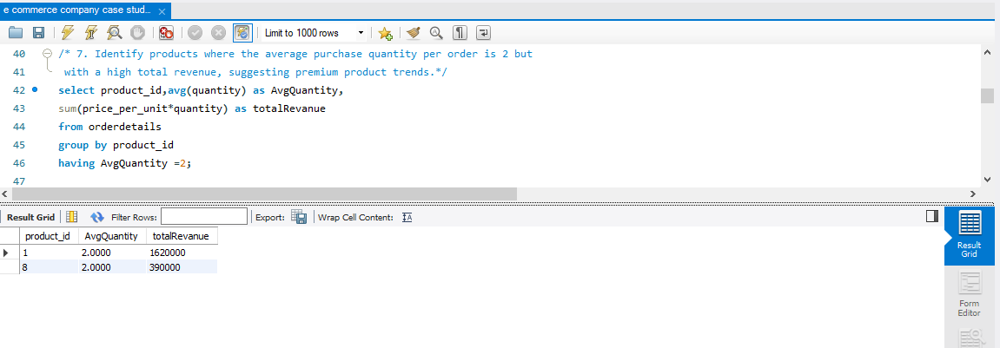 e commerce company case stud...
Limit to 1000 rows
40 /* 7. Identify products where the average purchase quantity per order is 2 but
41 with a high total revenue, suggesting premium product trends.*/
42 select product_id,avg(quantity) as AvgQuantity,
43 sum(price_per_unit*quantity) as totalRevanue
44 from orderdetails
45 group by product_id
46 having AvgQuantity =2;
47
Result Grid Filter Rows: Export: Wrap Cell Content:
product_id AvgQuantity totalRevanue
1 2.0000 1620000
8 2.0000 390000
Result
Grid
Form
Editor